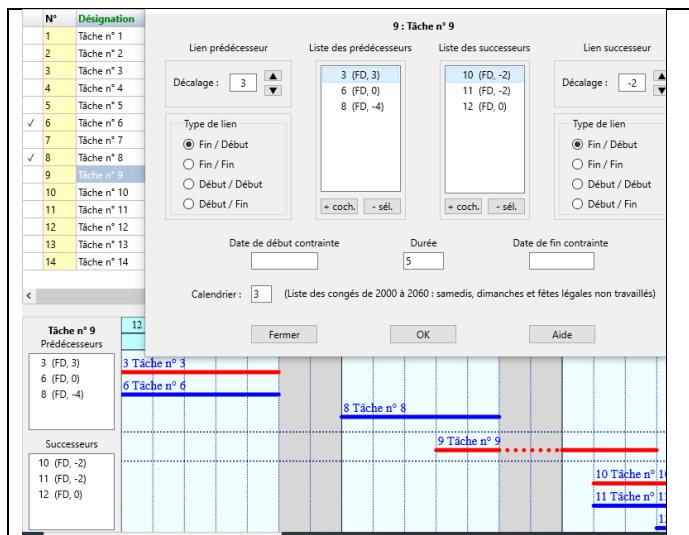 N° Désignation
1 Tâche n° 1
2 Tâche n° 2
3 Tâche n° 3
4 Tâche n° 4
5 Tâche n° 5
✓ 6 Tâche n° 6
7 Tâche n° 7
✓ 8 Tâche n° 8
9 Tâche n° 9
10 Tâche n° 10
11 Tâche n° 11
12 Tâche n° 12
13 Tâche n° 13
14 Tâche n° 14
9 : Tâche n° 9
Lien prédécesseur
Décalage : 3
Type de lien
Fin / Début
Fin / Fin
Début / Début
Début / Fin
Liste des prédécesseurs
3 (FD, 3)
6 (FD, 0)
8 (FD, -4)
+ coch. - sél.
Liste des successeurs
10 (FD, -2)
11 (FD, -2)
12 (FD, 0)
+ coch. - sél.
Lien successeur
Décalage : -2
Type de lien
Fin / Début
Fin / Fin
Début / Début
Début / Fin
Date de début contrainte Durée Date de fin contrainte
5
Calendrier : 3 (Liste des congés de 2000 à 2060 : samedis, dimanches et fêtes légales non travaillés)
Fermer OK Aide
Tâche n° 9
Prédécesseurs
3 (FD, 3)
6 (FD, 0)
8 (FD, -4)
Successeurs
10 (FD, -2)
11 (FD, -2)
12 (FD, 0)
12
3 Tâche n° 3
6 Tâche n° 6
8 Tâche n° 8
9 Tâche n° 9
10 Tâche n° 1
11 Tâche n° 1
1